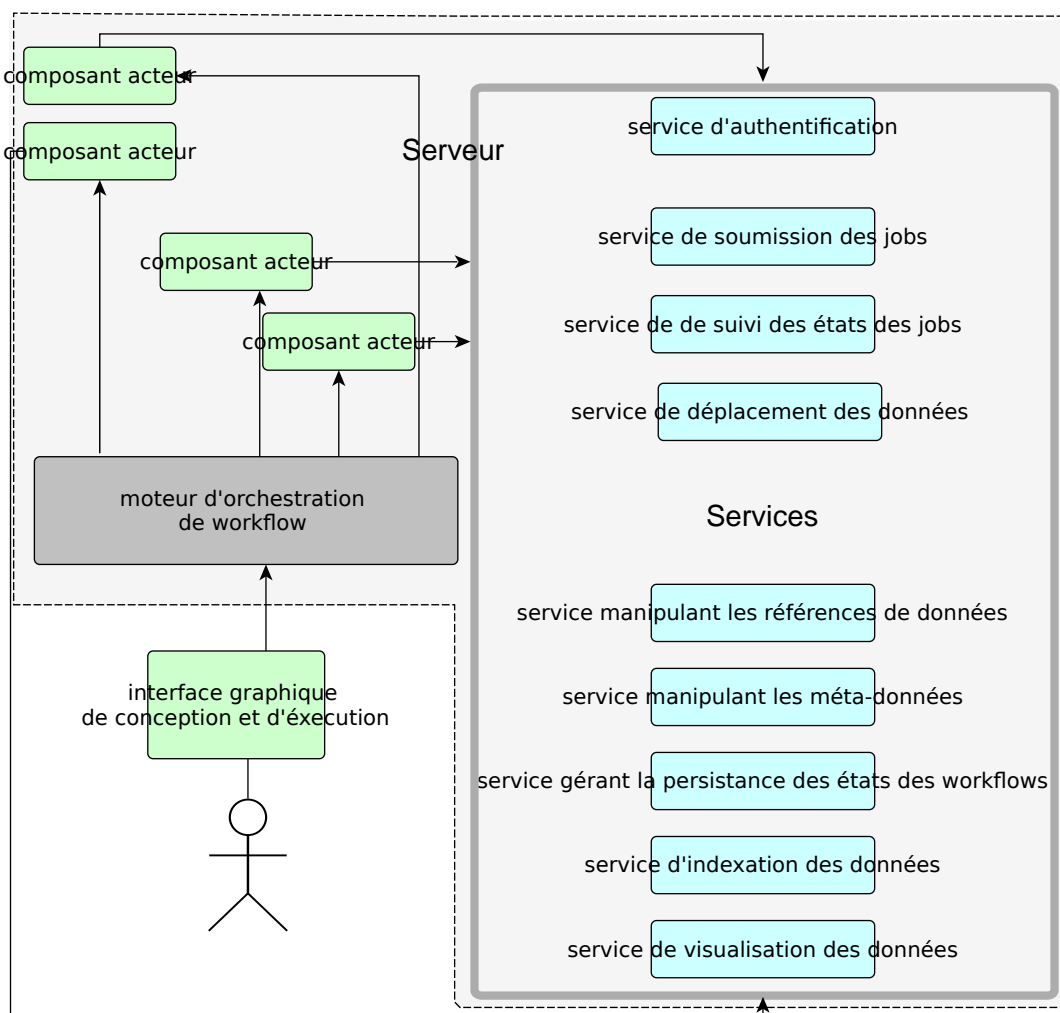 composant acteur
composant acteur
Serveur
composant acteur
composant acteur
moteur d'orchestration
de workflow
interface graphique
de conception et d'éxecution
service d'authentification
service de soumission des jobs
service de de suivi des états des jobs
service de déplacement des données
Services
service manipulant les références de données
service manipulant les méta-données
service gérant la persistance des états des workflows
service d'indexation des données
service de visualisation des données